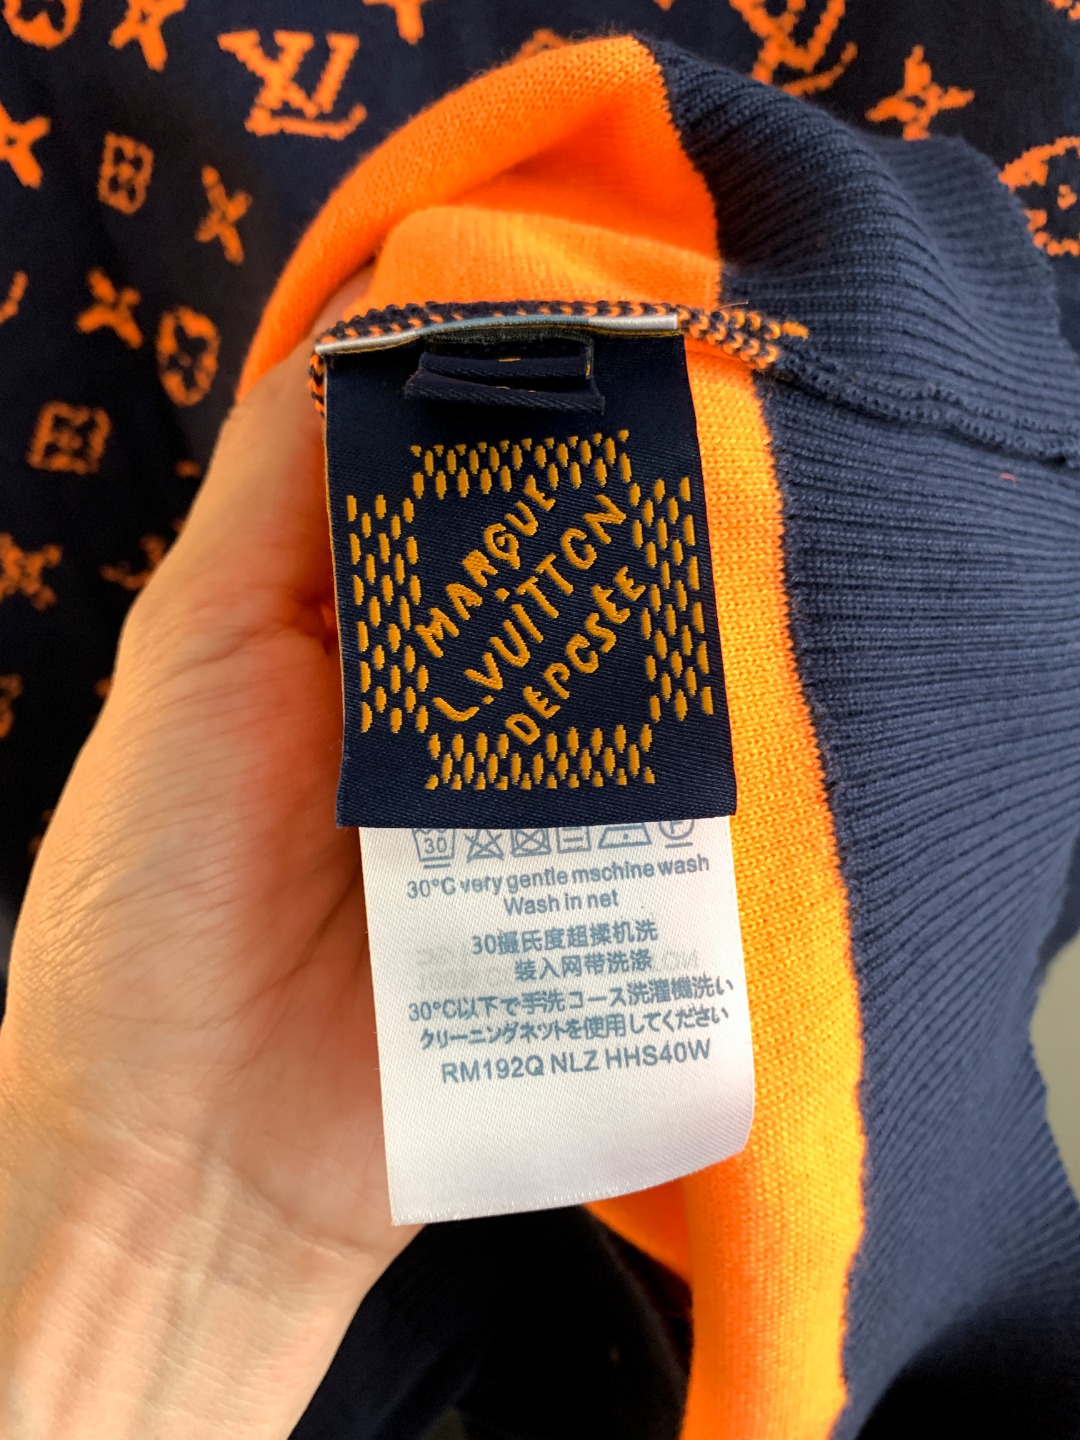 LV
MARQUE
L.VUITTON
DEPOSEE
30
P
30°C very gentle mschine wash
Wash in net
30摄氏度超揉机洗
装入网带洗涤
30°C以下で手洗コース洗濯機洗い
クリーニングネットを使用してください
RM192Q NLZ HHS40W